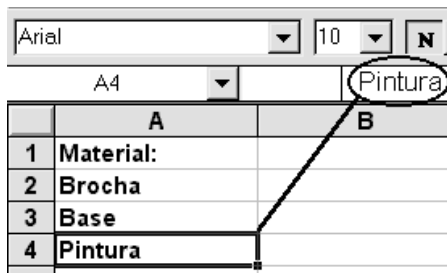 Arial 10 N
A4 Pintura
A B
1 Material:
2 Brocha
3 Base
4 Pintura